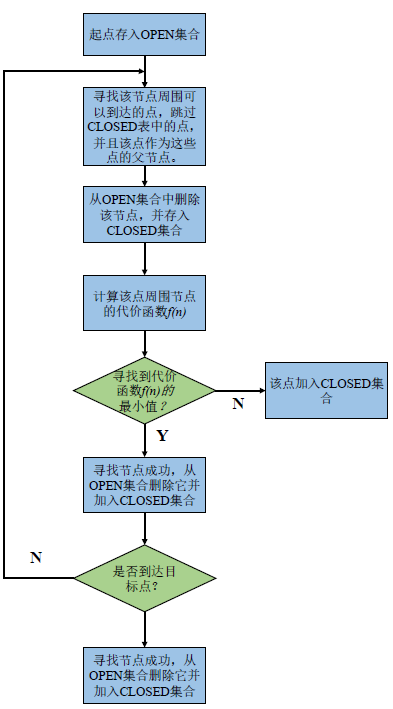 起点存入OPEN集合
寻找该节点周围可
以到达的点，跳过
CLOSED表中的点，
并且该点作为这些
点的父节点。
从OPEN集合中删除
该节点，并存入
CLOSED集合
计算该点周围节点
的代价函数f(n)
寻找到代价
函数f(n)的
最小值？
N
该点加入CLOSED集
合
Y
寻找节点成功，从
OPEN集合删除它并
加入CLOSED集合
N
是否到达目
标点？
寻找节点成功，从
OPEN集合删除它并
加入CLOSED集合